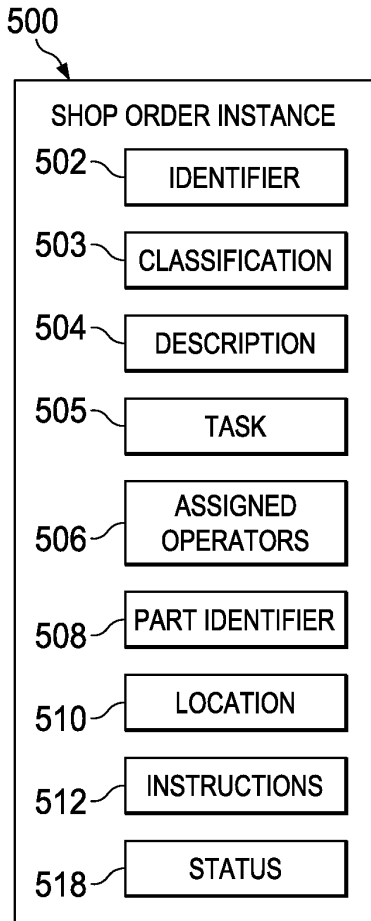 500
SHOP ORDER INSTANCE
502
IDENTIFIER
503
CLASSIFICATION
504
DESCRIPTION
505
TASK
506
ASSIGNED
OPERATORS
508
PART IDENTIFIER
510
LOCATION
512
INSTRUCTIONS
518
STATUS